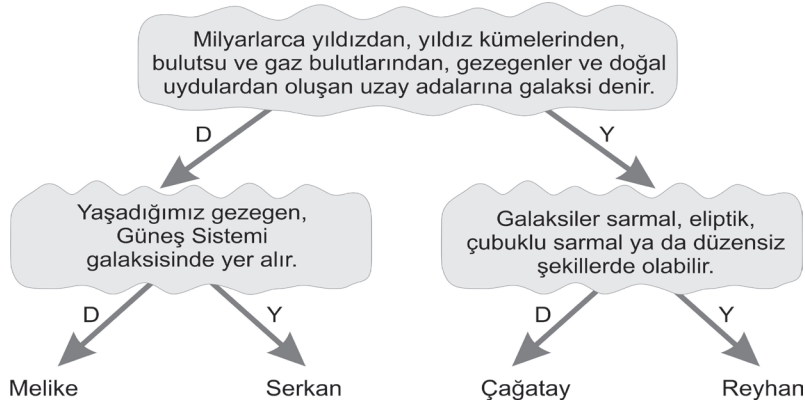 Milyarlarca yıldızdan, yıldız kümelerinden,
bulutsu ve gaz bulutlarından, gezegenler ve doğal
uydulardan oluşan uzay adalarına galaksi denir.
D
Y
Yaşadığımız gezegen,
Güneş Sistemi
galaksisinde yer alır.
Galaksiler sarmal, eliptik,
çubuklu sarmal ya da düzensiz
şekillerde olabilir.
D
Y
D
Y
Melike
Serkan
Çağatay
Reyhan